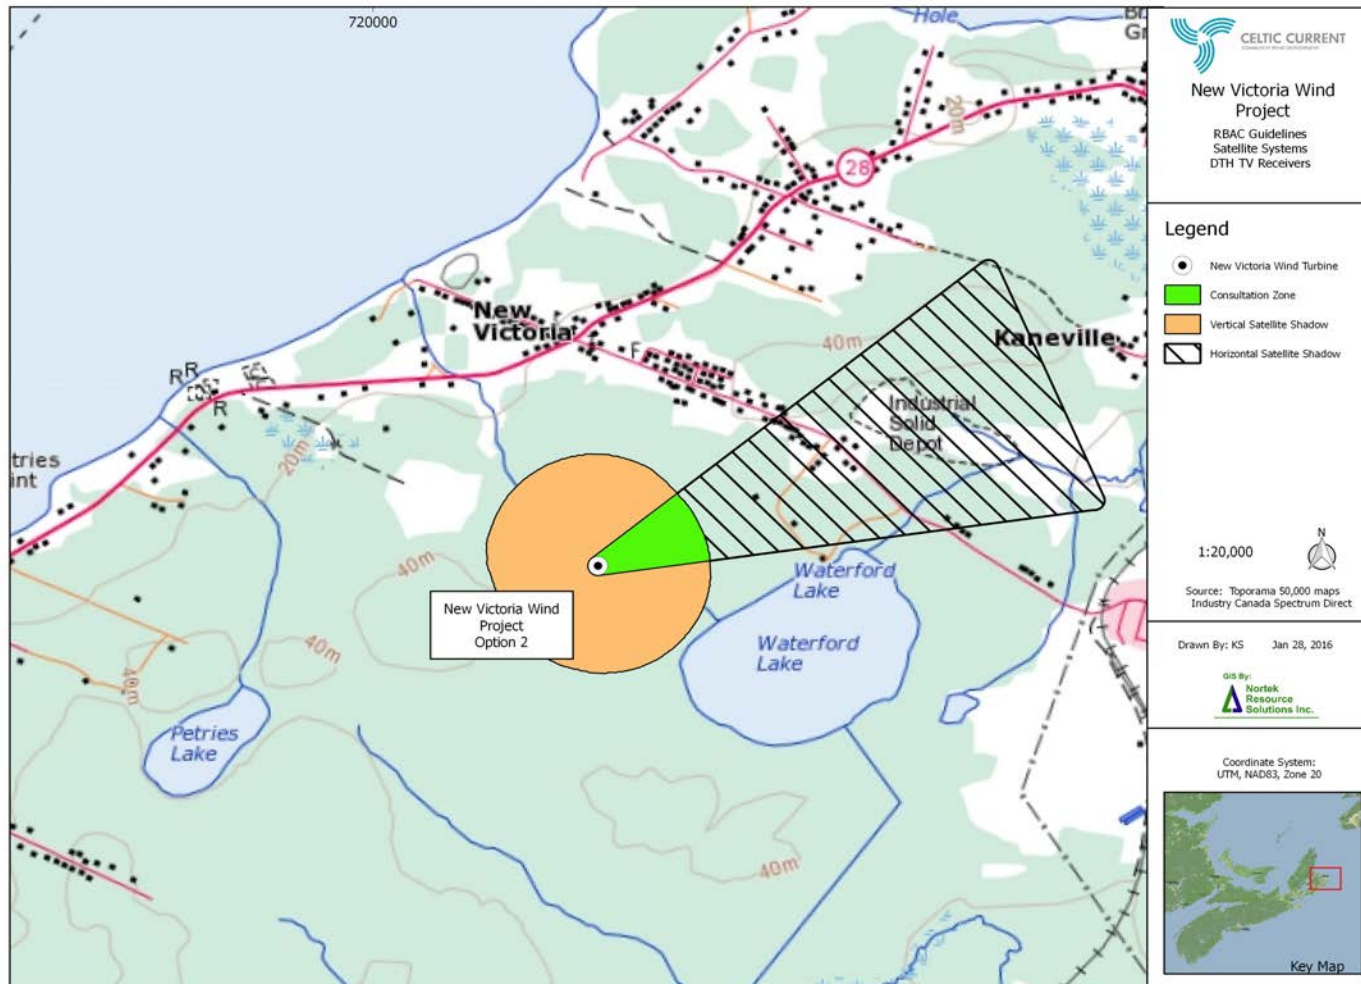 720000
Hole
20m
28
New
Victoria
F
40m
Kaneville
R
R
R
Industrial
Solid
Depot
20m
tries
int
40m
Waterford
Lake
New Victoria Wind
Project
Option 2
Waterford
Lake
40m
40m
Petries
Lake
40m
CELTIC CURRENT
New Victoria Wind
Project
RBAC Guidelines
Satellite Systems
DTH TV Receivers
Legend
New Victoria Wind Turbine
Consultation Zone
Vertical Satellite Shadow
Horizontal Satellite Shadow
N
1:20,000
Source: Toporama 50,000 maps
Industry Canada Spectrum Direct
Drawn By: KS Jan 28, 2016
GIS By:
Nortek
Resource
Solutions Inc.
Coordinate System:
UTM, NAD83, Zone 20
Key Map